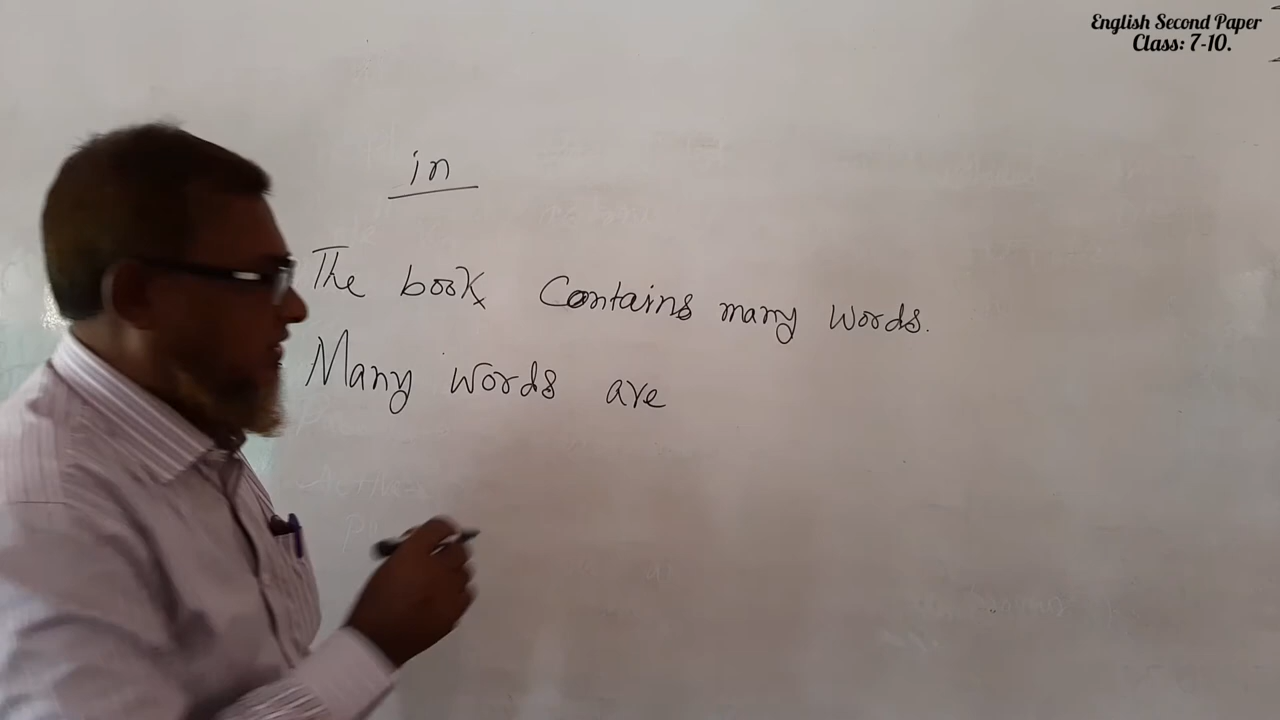 English Second Paper
Class: 7-10.
in
The book Contains many words.
Many words are